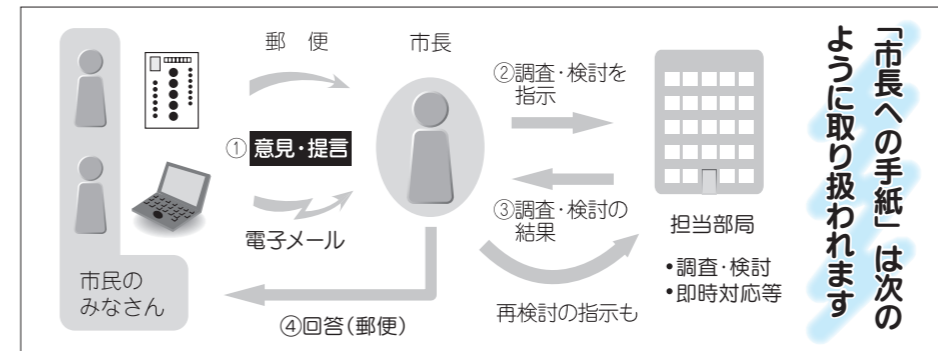 「市長への手紙」は次の
ように取り扱われます
郵 便
市長
①意見・提言
電子メール
市民の
みなさん
②調査・検討を
指示
③調査・検討の
結果
担当部局
•調査・検討
•即時対応等
再検討の指示も
④回答（郵便）